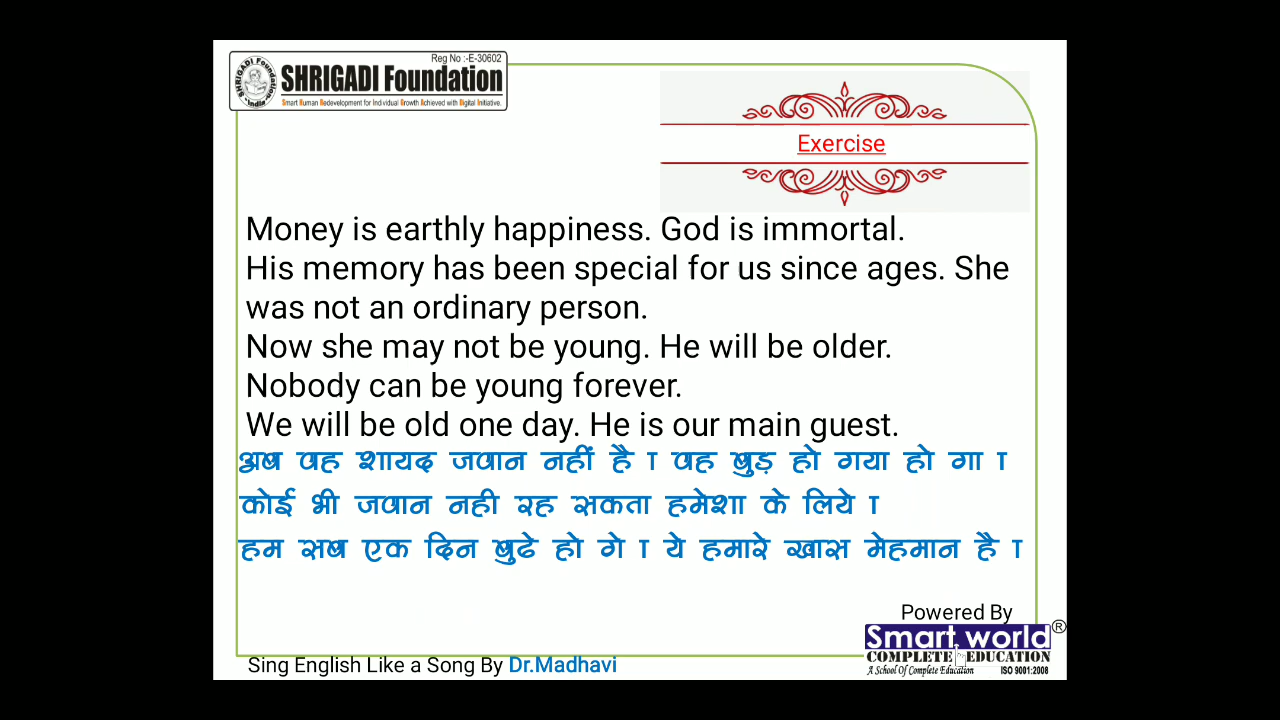 Reg No :-E-30602
SHRIGADI Foundation
Smart Human Redevelopment for Individual Growth Achieved with Digital Initiative.
SHRIGADI Foundation
India
Exercise
Money is earthly happiness. God is immortal.
His memory has been special for us since ages. She
was not an ordinary person.
Now she may not be young. He will be older.
Nobody can be young forever.
We will be old one day. He is our main guest.
अब वह शायद जवान नहीं है । वह बुड़ हो गया हो गा ।
कोई भी जवान नही रह सकता हमेशा के लिये ।
हम सब एक दिन बुढे हो गे । ये हमारे खास मेहमान है ।
Powered By
Smart world ®
COMPLETE EDUCATION
A School Of Complete Education ISO 9001:2008
Sing English Like a Song By Dr.Madhavi